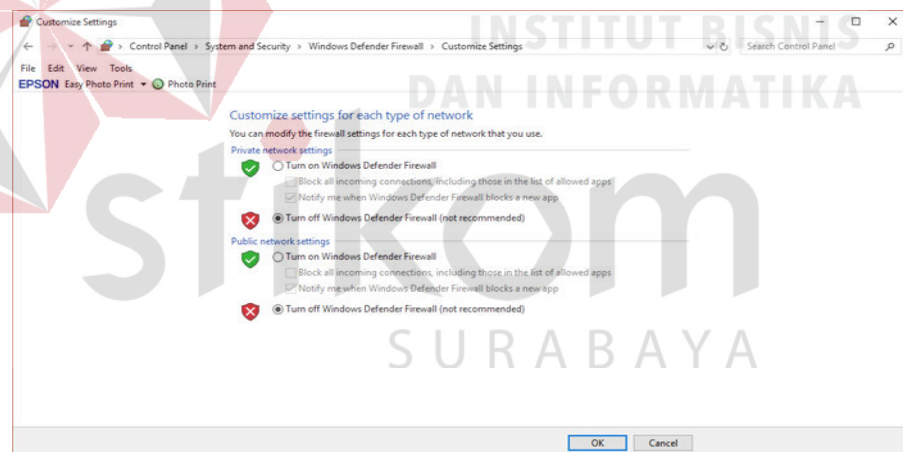 Customize Settings
Control Panel > System and Security > Windows Defender Firewall > Customize Settings
Search Control Panel
File Edit View Tools
EPSON Easy Photo Print Photo Print
Customize settings for each type of network
You can modify the firewall settings for each type of network that you use.
Private network settings
Turn on Windows Defender Firewall
Block all incoming connections, including those in the list of allowed apps
Notify me when Windows Defender Firewall blocks a new app
Turn off Windows Defender Firewall (not recommended)
Public network settings
Turn on Windows Defender Firewall
Block all incoming connections, including those in the list of allowed apps
Notify me when Windows Defender Firewall blocks a new app
Turn off Windows Defender Firewall (not recommended)
OK Cancel
INSTITUT BISNIS
DAN INFORMATIKA
stikom
SURABAYA